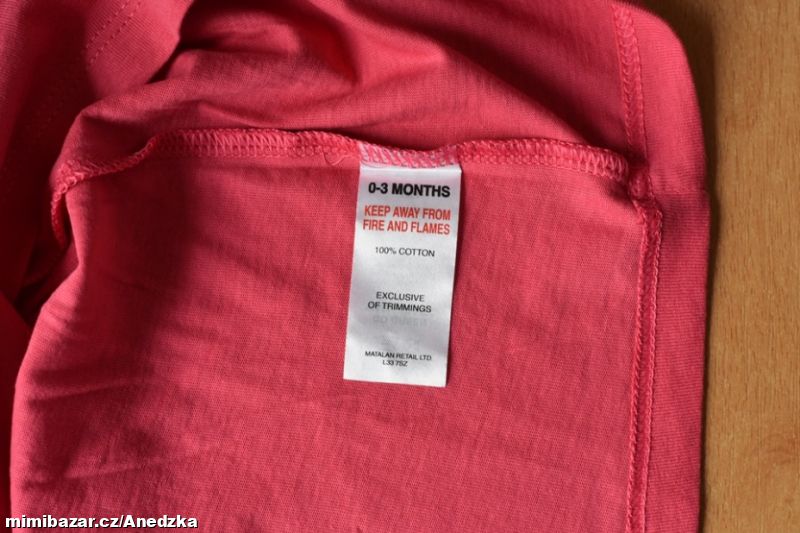 0-3 MONTHS
KEEP AWAY FROM
FIRE AND FLAMES
100% COTTON
EXCLUSIVE
OF TRIMMINGS
MATALAN RETAIL LTD.
L33 7SZ
mimibazar.cz/Anedzka